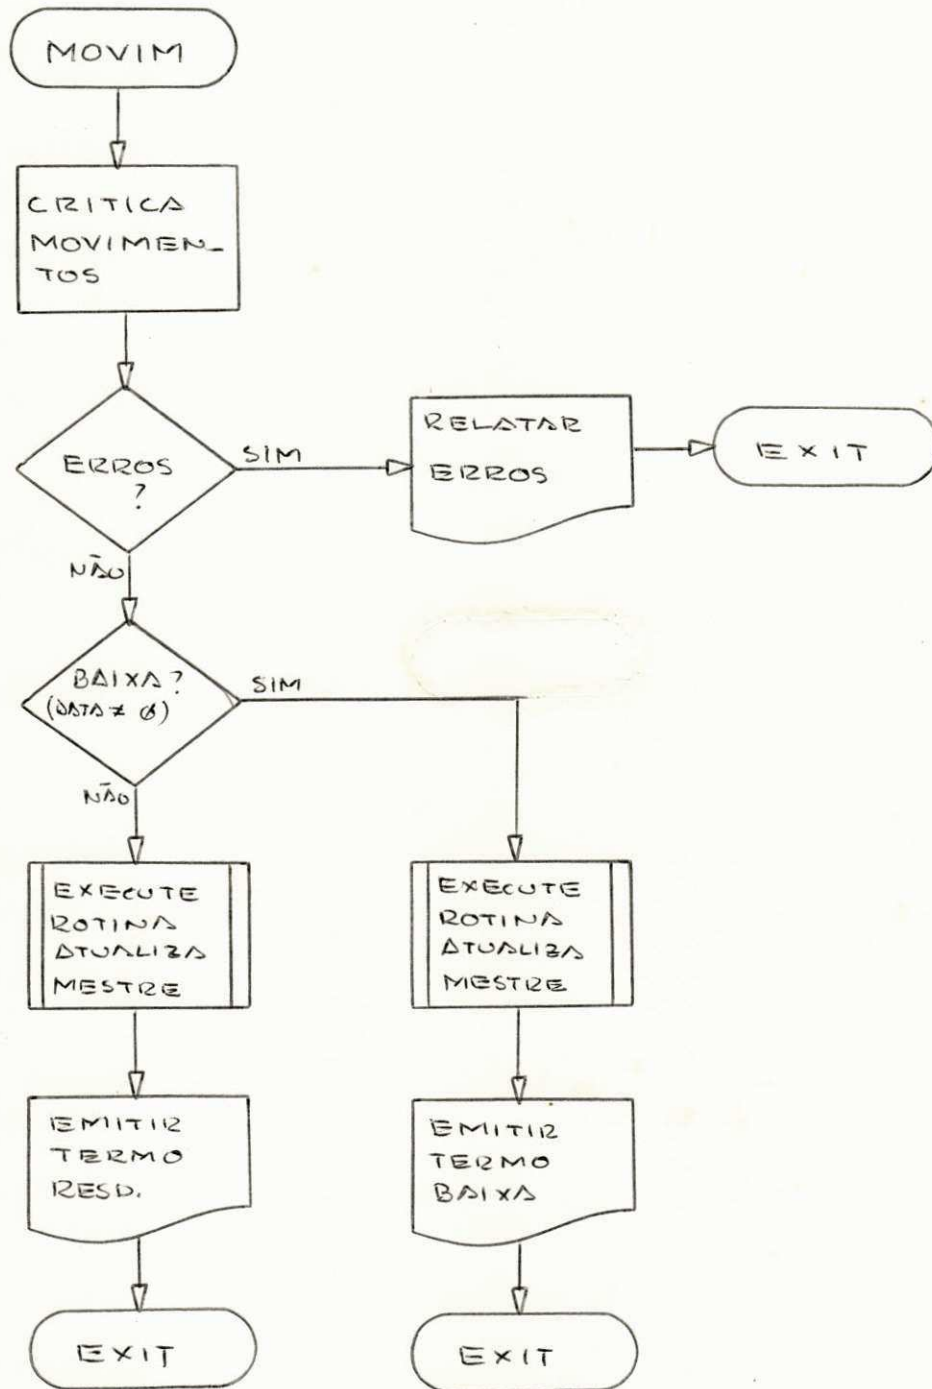 MOVIM
CRITICA
MOVIMEN-
TOS
ERROS
?
SIM
RELATAR
ERROS
EXIT
NÃO
BAIXA?
(DATA ≠ Ø)
SIM
NÃO
EXECUTE
ROTINA
ATUALIZA
MESTRE
EXECUTE
ROTINA
ATUALIZA
MESTRE
EMITIR
TERMO
RESD.
EMITIR
TERMO
BAIXA
EXIT
EXIT